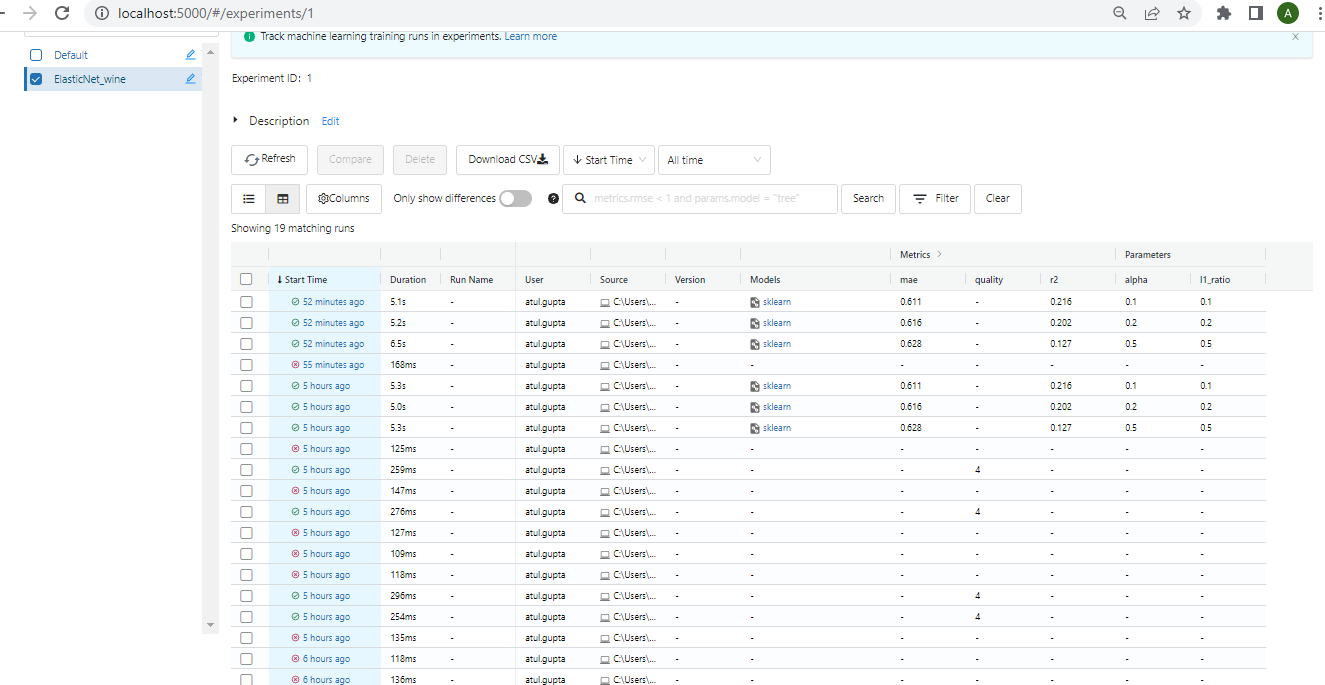 localhost:5000/#/experiments/1
A
Track machine learning training runs in experiments. Learn more
Default
ElasticNet_wine
Experiment ID: 1
Description Edit
Refresh Compare Delete Download CSV Start Time All time
Columns Only show differences metrics.rmse < 1 and params.model = "tree" Search Filter Clear
Showing 19 matching runs
Metrics > Parameters
↓ Start Time Duration Run Name User Source Version Models mae quality r2 alpha l1_ratio
52 minutes ago 5.1s - atul.gupta C:\Users\... - sklearn 0.611 - 0.216 0.1 0.1
52 minutes ago 5.2s - atul.gupta C:\Users\... - sklearn 0.616 - 0.202 0.2 0.2
52 minutes ago 6.5s - atul.gupta C:\Users\... - sklearn 0.628 - 0.127 0.5 0.5
55 minutes ago 168ms - atul.gupta C:\Users\... - - - - - - -
5 hours ago 5.3s - atul.gupta C:\Users\... - sklearn 0.611 - 0.216 0.1 0.1
5 hours ago 5.0s - atul.gupta C:\Users\... - sklearn 0.616 - 0.202 0.2 0.2
5 hours ago 5.3s - atul.gupta C:\Users\... - sklearn 0.628 - 0.127 0.5 0.5
5 hours ago 125ms - atul.gupta C:\Users\... - - - - - - -
5 hours ago 259ms - atul.gupta C:\Users\... - - - 4 - - -
5 hours ago 147ms - atul.gupta C:\Users\... - - - - - - -
5 hours ago 276ms - atul.gupta C:\Users\... - - - 4 - - -
5 hours ago 127ms - atul.gupta C:\Users\... - - - - - - -
5 hours ago 109ms - atul.gupta C:\Users\... - - - - - - -
5 hours ago 118ms - atul.gupta C:\Users\... - - - - - - -
5 hours ago 296ms - atul.gupta C:\Users\... - - - 4 - - -
5 hours ago 254ms - atul.gupta C:\Users\... - - - 4 - - -
5 hours ago 135ms - atul.gupta C:\Users\... - - - - - - -
6 hours ago 118ms - atul.gupta C:\Users\... - - - - - - -
6 hours ago 136ms - atul.gupta C:\Users\... - - - - - - -